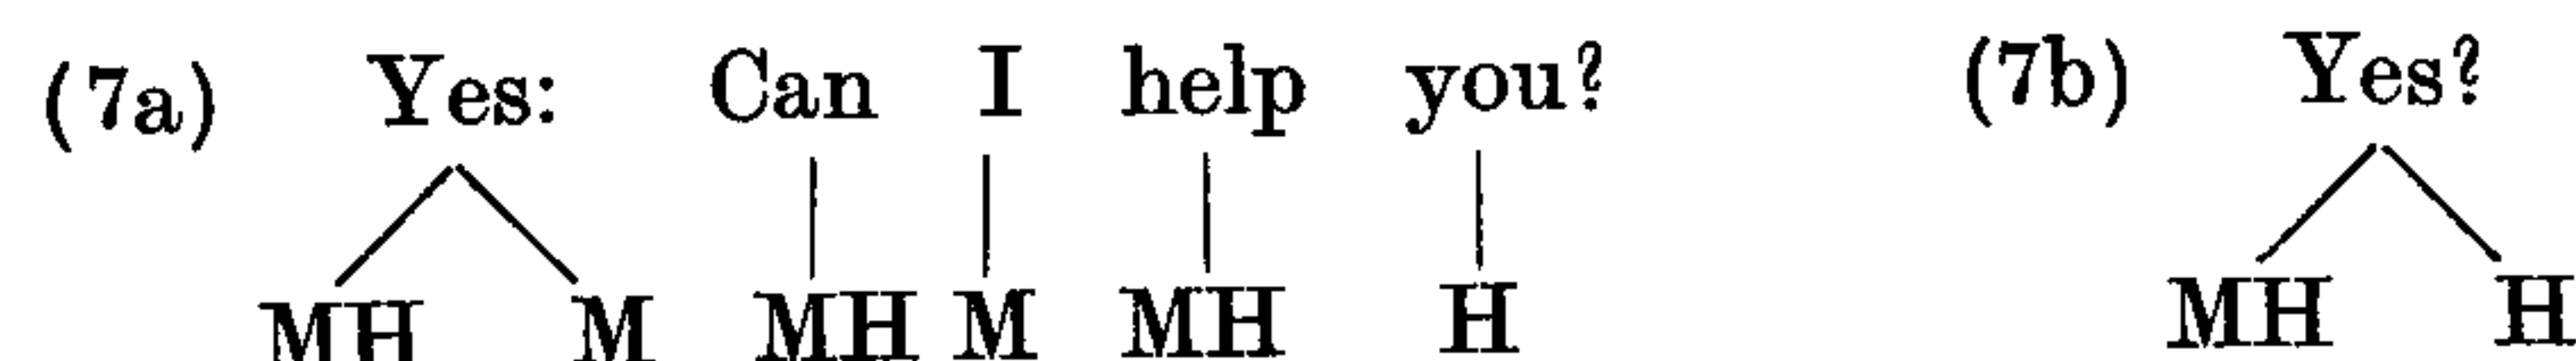 (7a) Yes: Can I help you? (7b) Yes?
MH M MH M MH H MH H